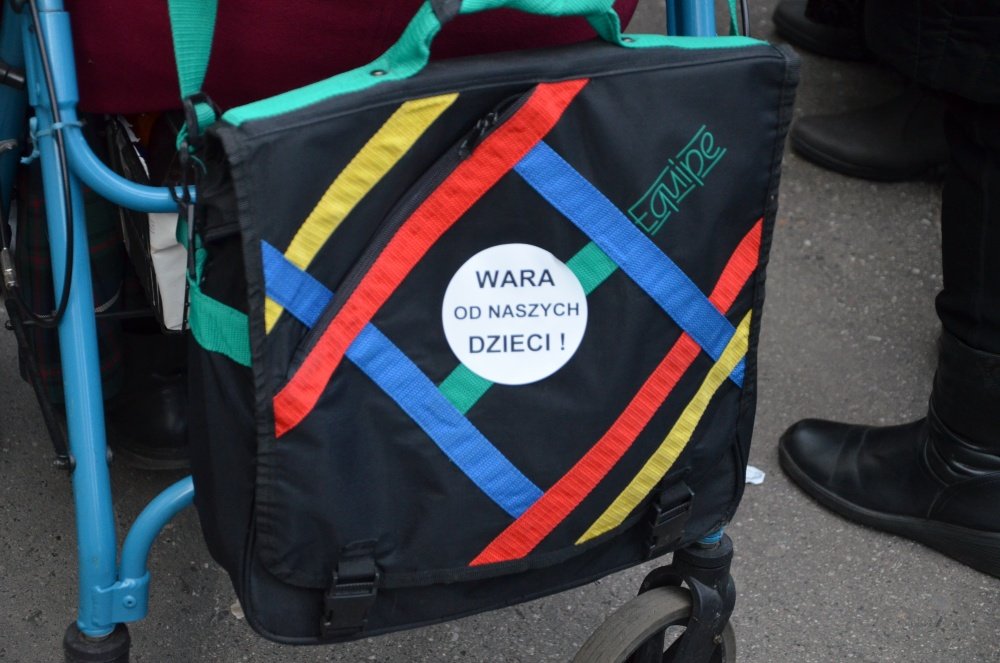 Equipe
WARA
OD NASZYCH
DZIECI !